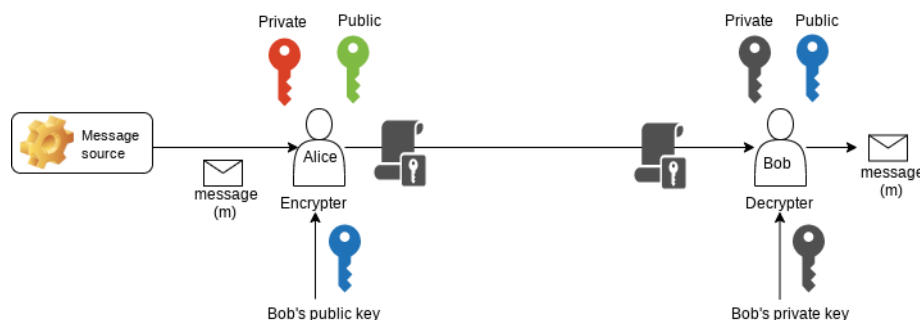 Private
Public
Private
Public
Message
source
Alice
Bob
message
(m)
message
(m)
Encrypter
Decrypter
Bob's public key
Bob's private key